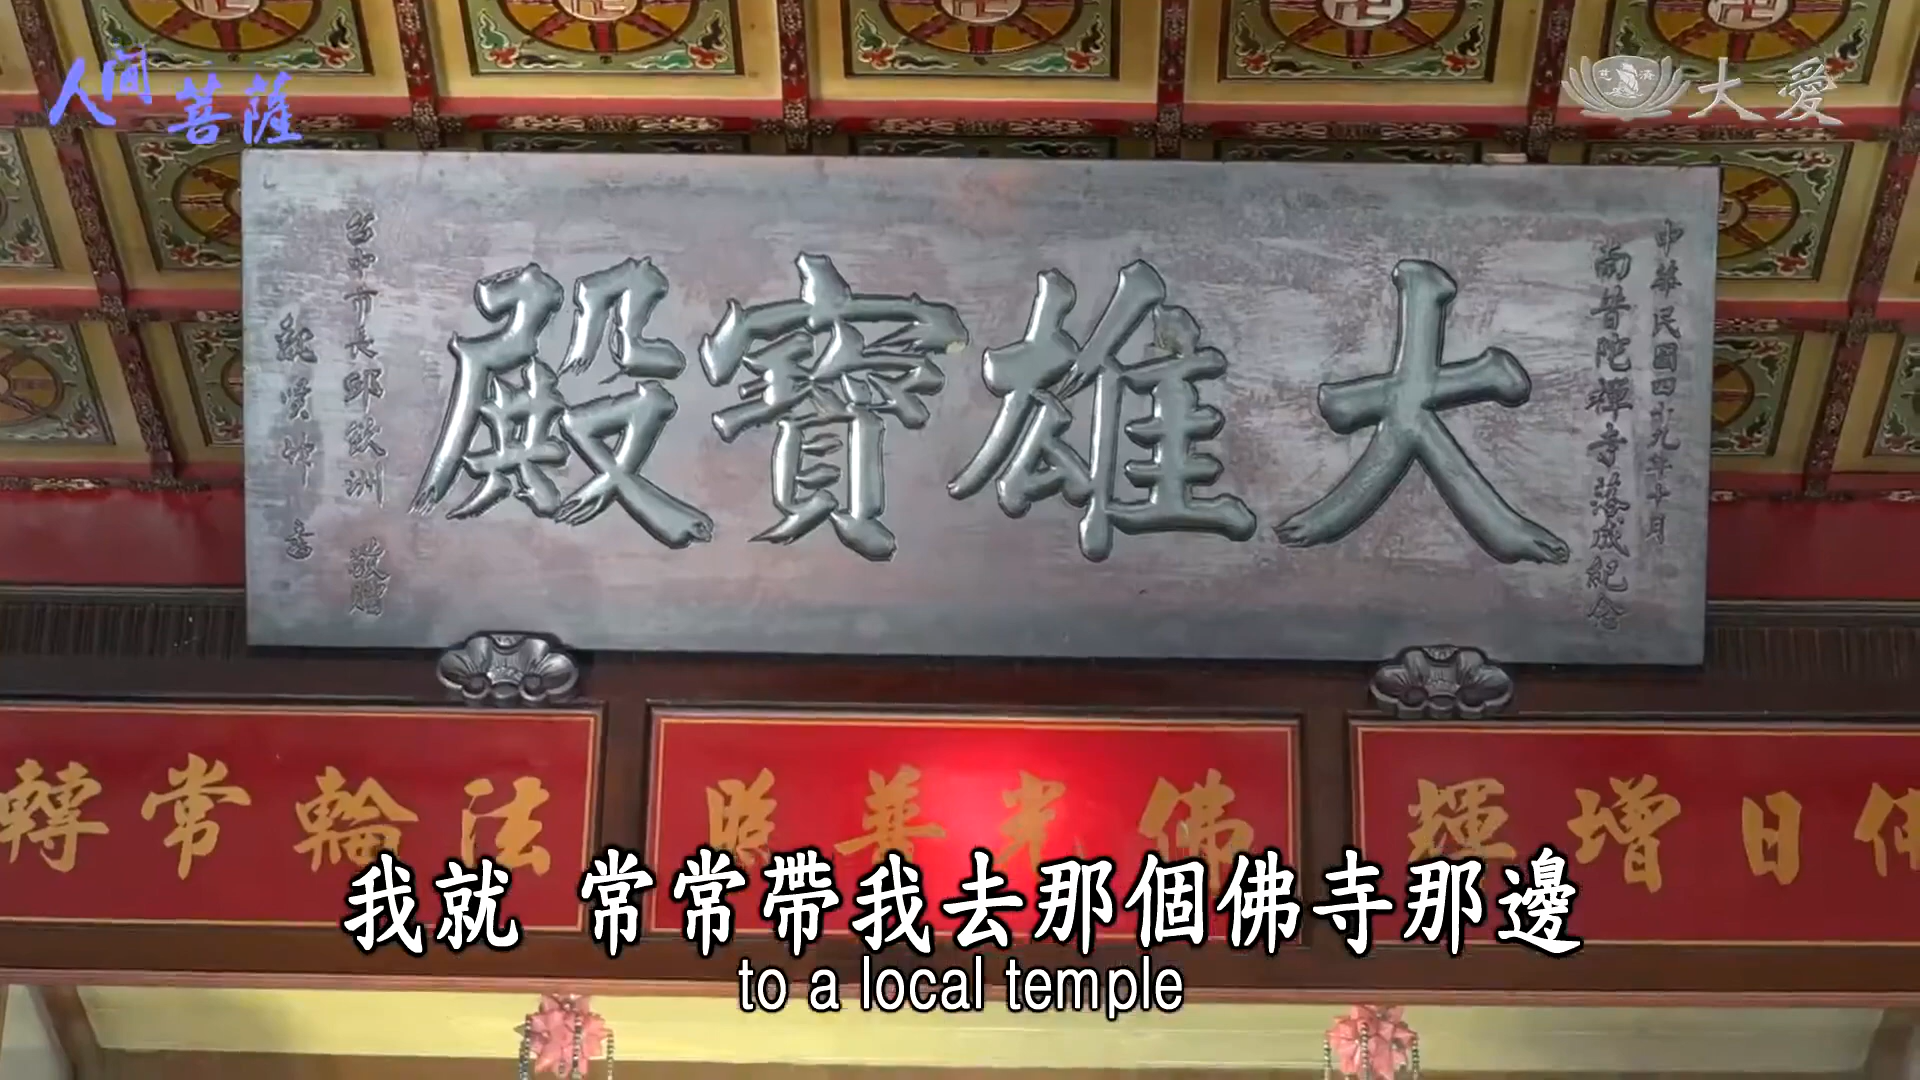 人間菩薩
慈濟 大愛
中華民國四十九年十月
南普陀禪寺落成紀念
大雄寶殿
台中市長邱欽洲 敬贈
佛日增輝
佛光普照
法輪常轉
我就 常常帶我去那個佛寺那邊
to a local temple